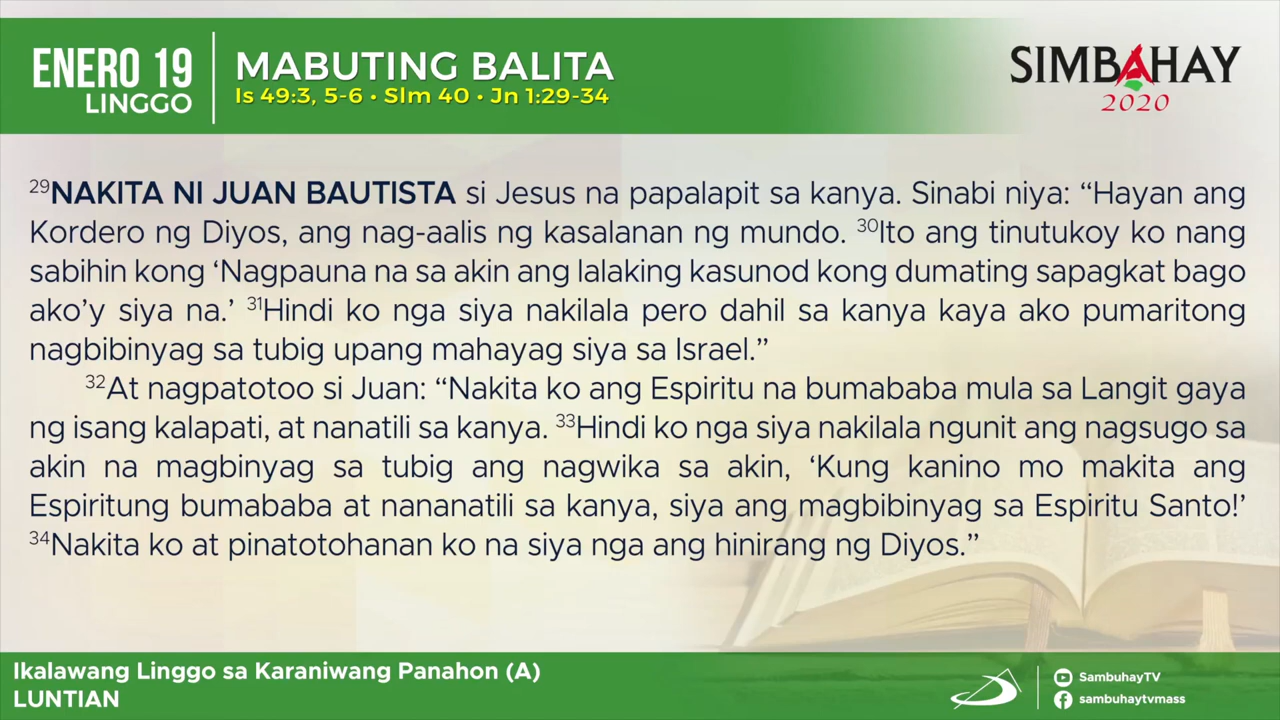 ENERO 19
LINGGO
MABUTING BALITA
Is 49:3, 5-6 • Slm 40 • Jn 1:29-34
SIMBAHAY
2020
²⁹NAKITA NI JUAN BAUTISTA si Jesus na papalapit sa kanya. Sinabi niya: “Hayan ang
Kordero ng Diyos, ang nag-aalis ng kasalanan ng mundo. ³⁰Ito ang tinutukoy ko nang
sabihin kong ‘Nagpauna na sa akin ang lalaking kasunod kong dumating sapagkat bago
ako’y siya na.’ ³¹Hindi ko nga siya nakilala pero dahil sa kanya kaya ako pumaritong
nagbibinyag sa tubig upang mahayag siya sa Israel.”
³²At nagpatotoo si Juan: “Nakita ko ang Espiritu na bumababa mula sa Langit gaya
ng isang kalapati, at nanatili sa kanya. ³³Hindi ko nga siya nakilala ngunit ang nagsugo sa
akin na magbinyag sa tubig ang nagwika sa akin, ‘Kung kanino mo makita ang
Espiritung bumababa at nananatili sa kanya, siya ang magbibinyag sa Espiritu Santo!’
³⁴Nakita ko at pinatotohanan ko na siya nga ang hinirang ng Diyos.”
Ikalawang Linggo sa Karaniwang Panahon (A)
LUNTIAN
SambuhayTV
sambuhaytvmass